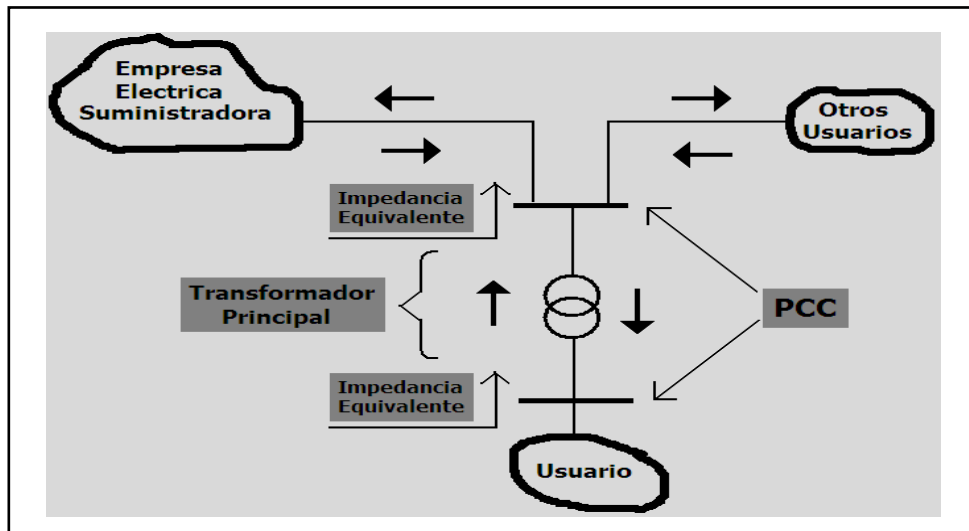 Empresa
Electrica
Suministradora
Otros
Usuarios
Impedancia
Equivalente
Transformador
Principal
PCC
Impedancia
Equivalente
Usuario